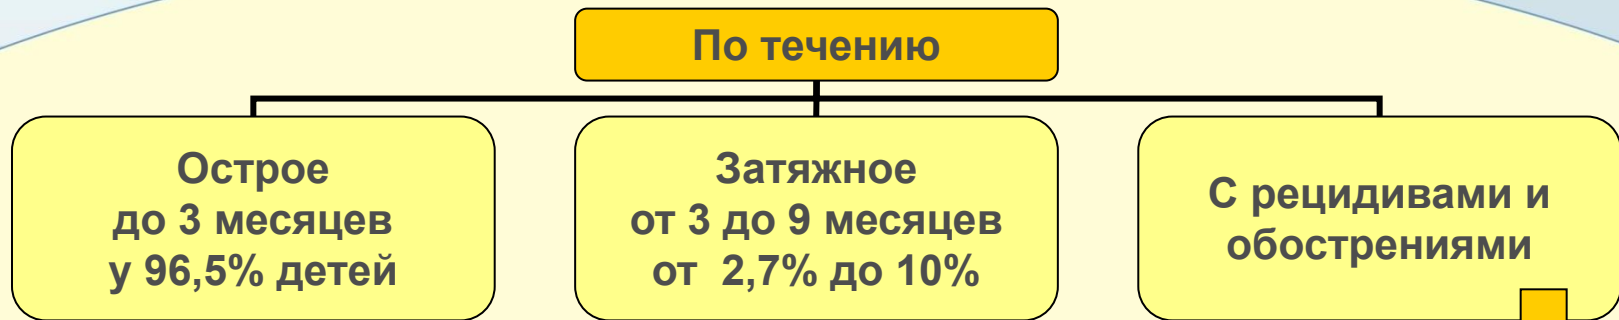 По течению
Острое
до 3 месяцев
у 96,5% детей
Затяжное
от 3 до 9 месяцев
от 2,7% до 10%
С рецидивами и
обострениями